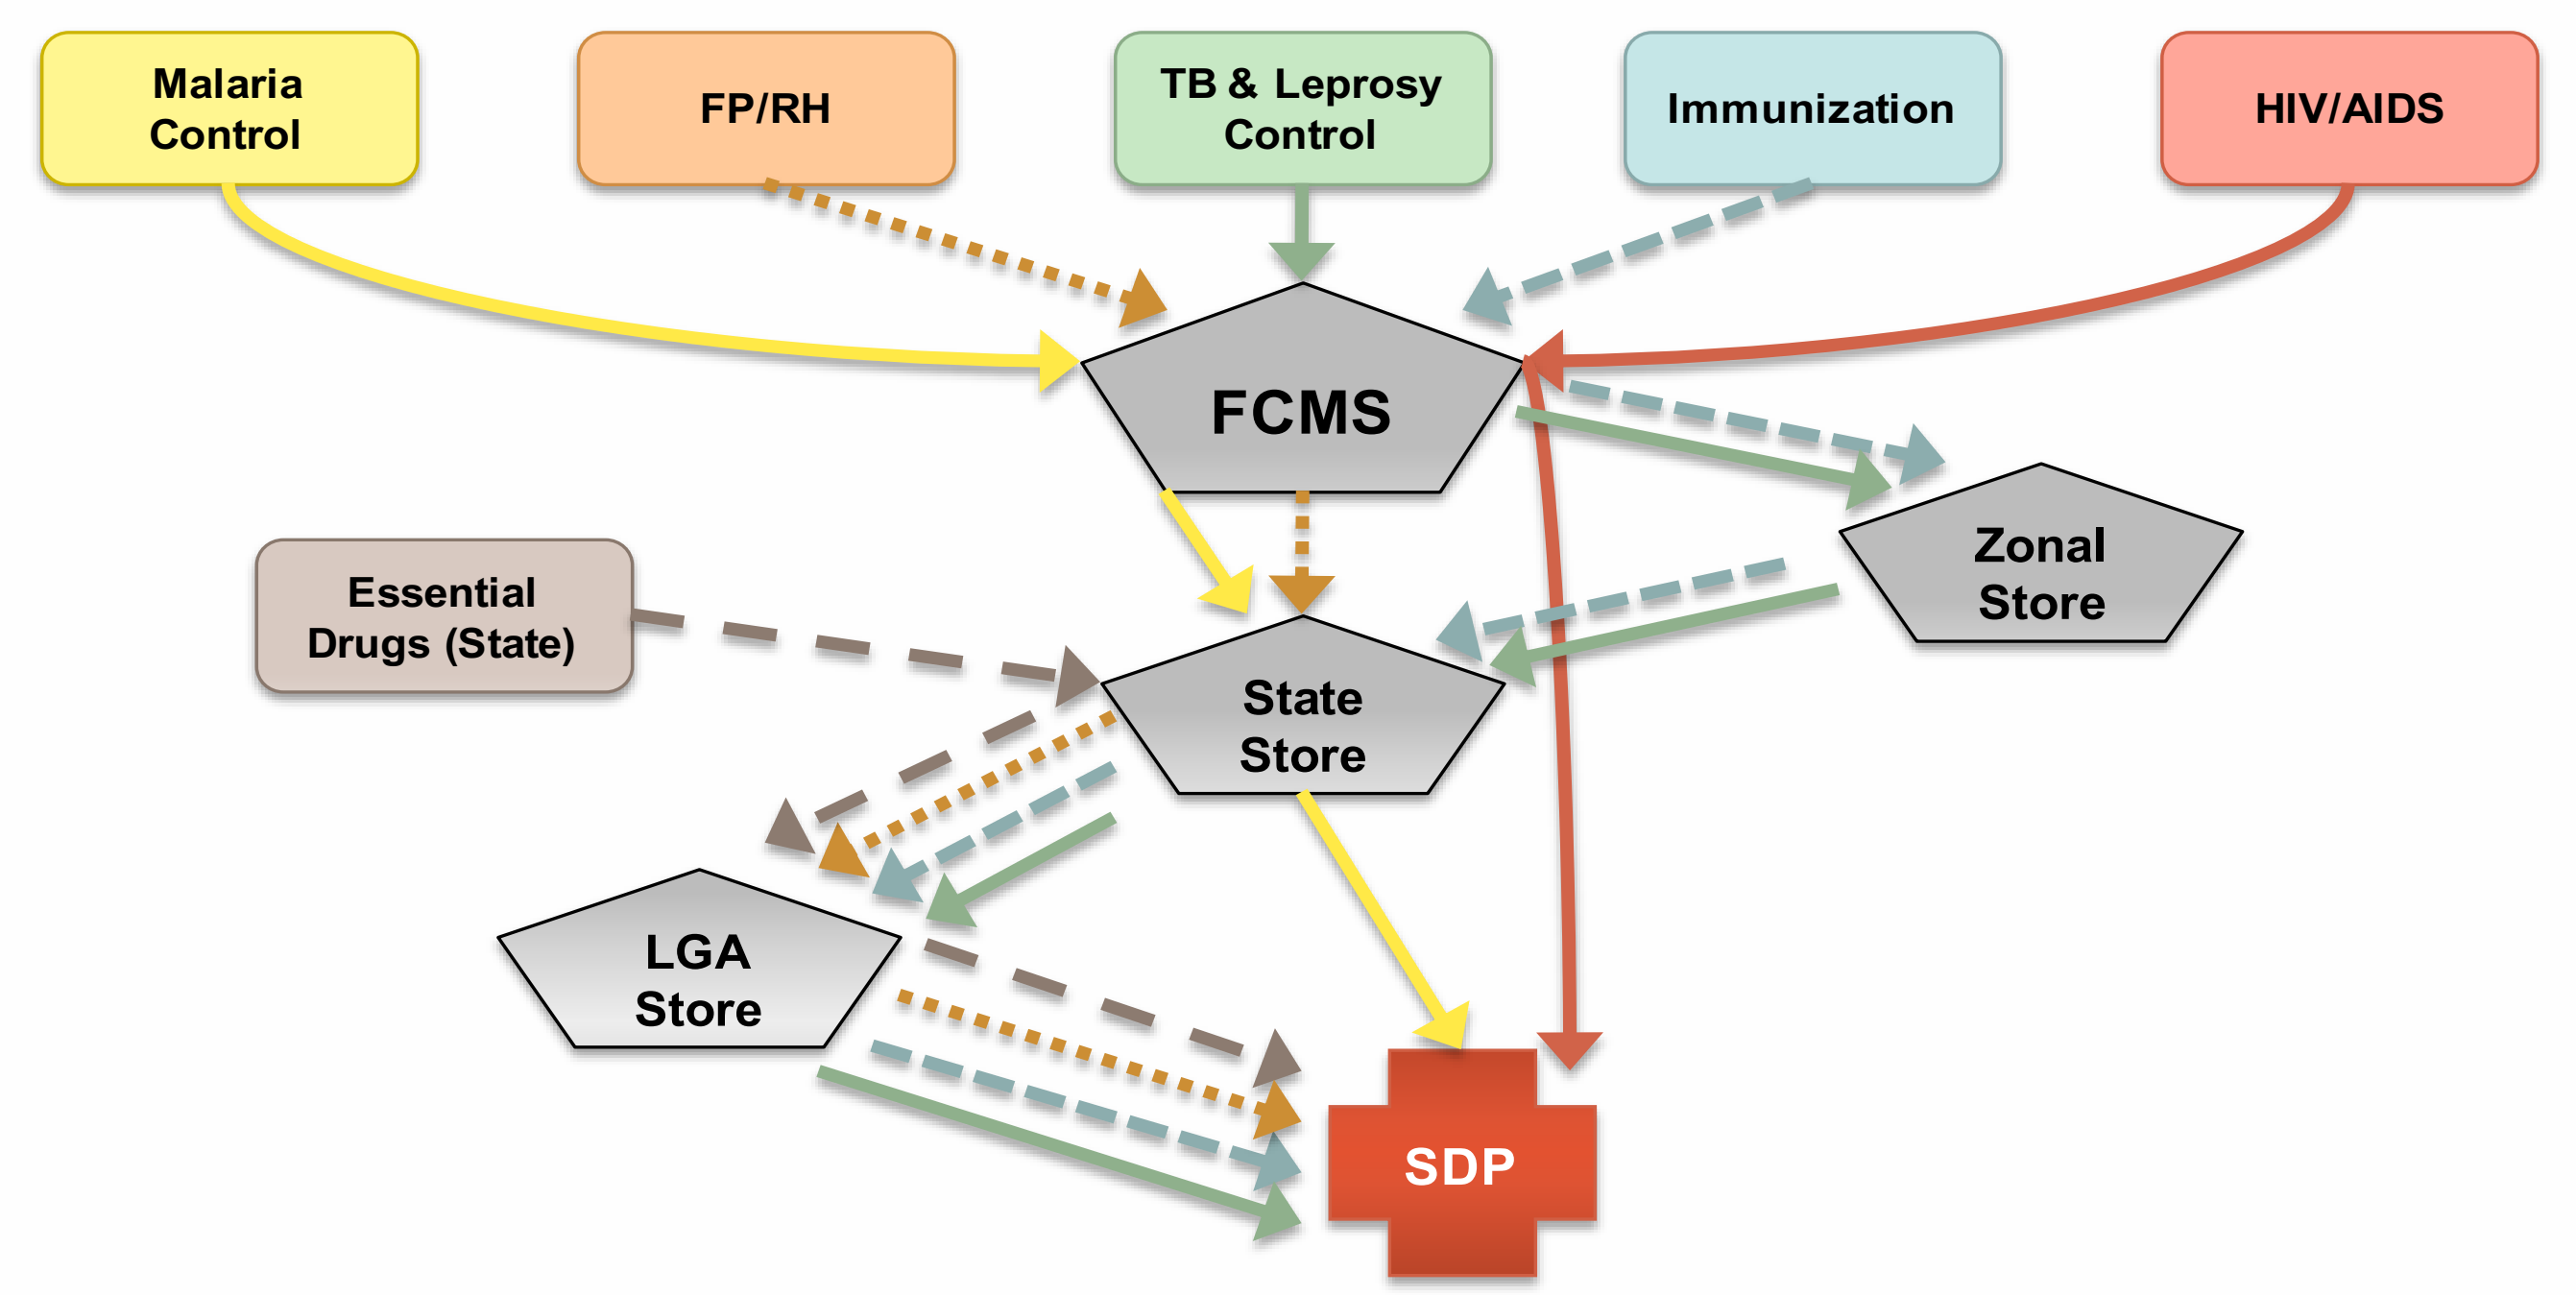 Malaria
Control
FP/RH
TB & Leprosy
Control
Immunization
HIV/AIDS
FCMS
Zonal
Store
Essential
Drugs (State)
State
Store
LGA
Store
SDP